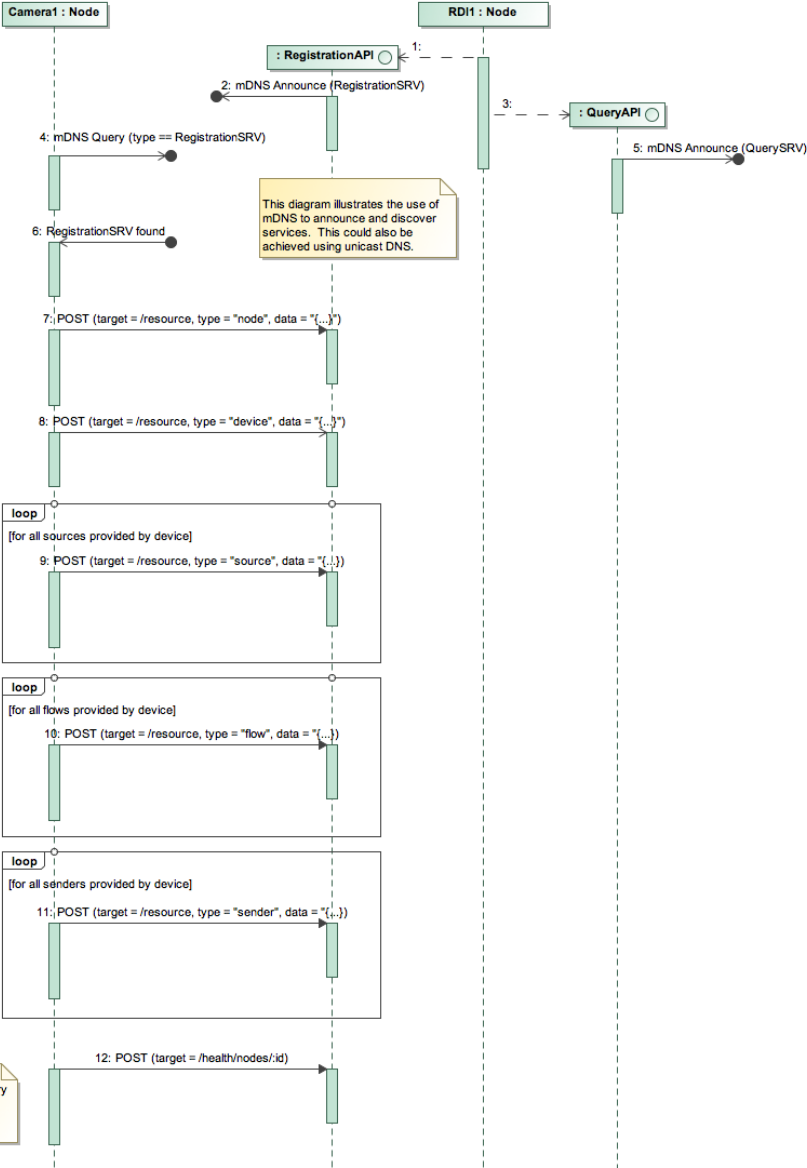 Camera1 : Node
RDI1 : Node
: RegistrationAPI
1:
2: mDNS Announce (RegistrationSRV)
3:
: QueryAPI
4: mDNS Query (type == RegistrationSRV)
5: mDNS Announce (QuerySRV)
This diagram illustrates the use of
mDNS to announce and discover
services. This could also be
achieved using unicast DNS.
6: RegistrationSRV found
7: POST (target = /resource, type = "node", data = "{...}")
8: POST (target = /resource, type = "device", data = "{...}")
loop
[for all sources provided by device]
9: POST (target = /resource, type = "source", data = "{...})
loop
[for all flows provided by device]
10: POST (target = /resource, type = "flow", data = "{...})
loop
[for all senders provided by device]
11: POST (target = /resource, type = "sender", data = "{...})
12: POST (target = /health/nodes/:id)
ry